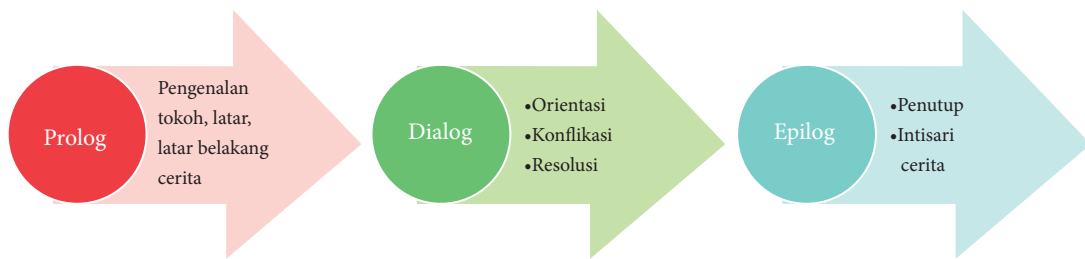 Prolog
Pengenalan
tokoh, latar,
latar belakang
cerita
Dialog
•Orientasi
•Konflikasi
•Resolusi
Epilog
•Penutup
•Intisari
cerita